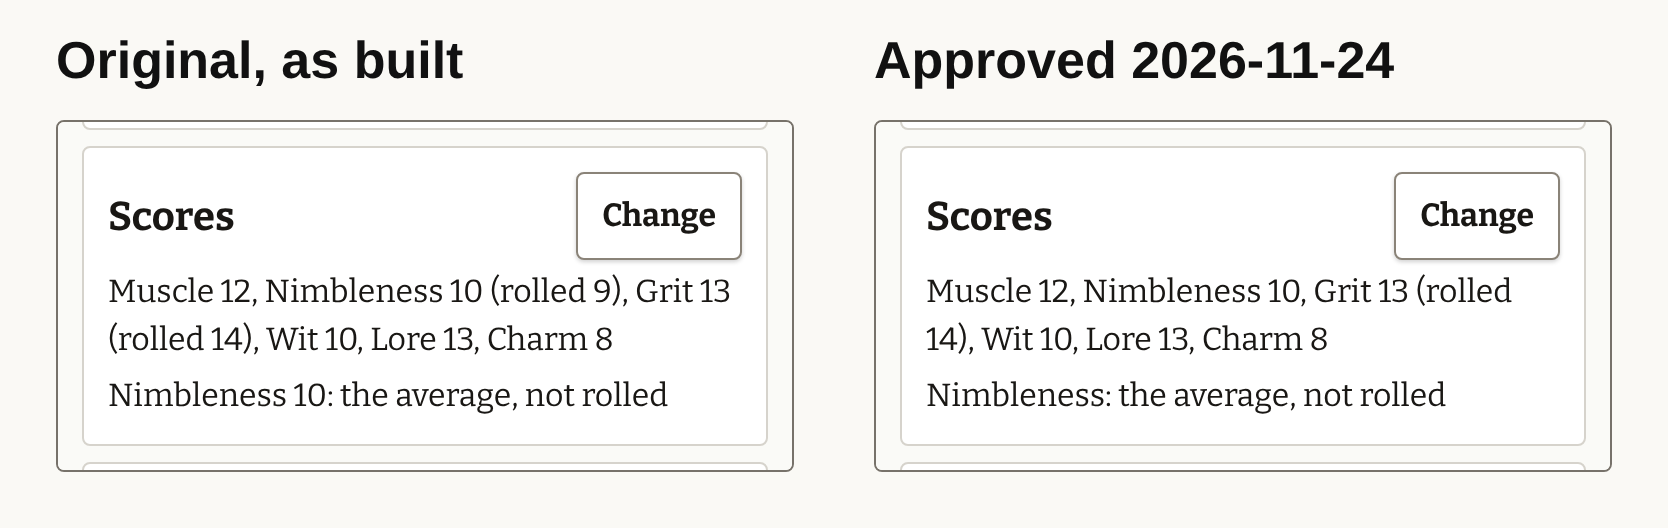 Original, as built
Scores
Change
Muscle 12, Nimbleness 10 (rolled 9), Grit 13
(rolled 14), Wit 10, Lore 13, Charm 8
Nimbleness 10: the average, not rolled
Approved 2026-11-24
Scores
Change
Muscle 12, Nimbleness 10, Grit 13 (rolled
14), Wit 10, Lore 13, Charm 8
Nimbleness: the average, not rolled